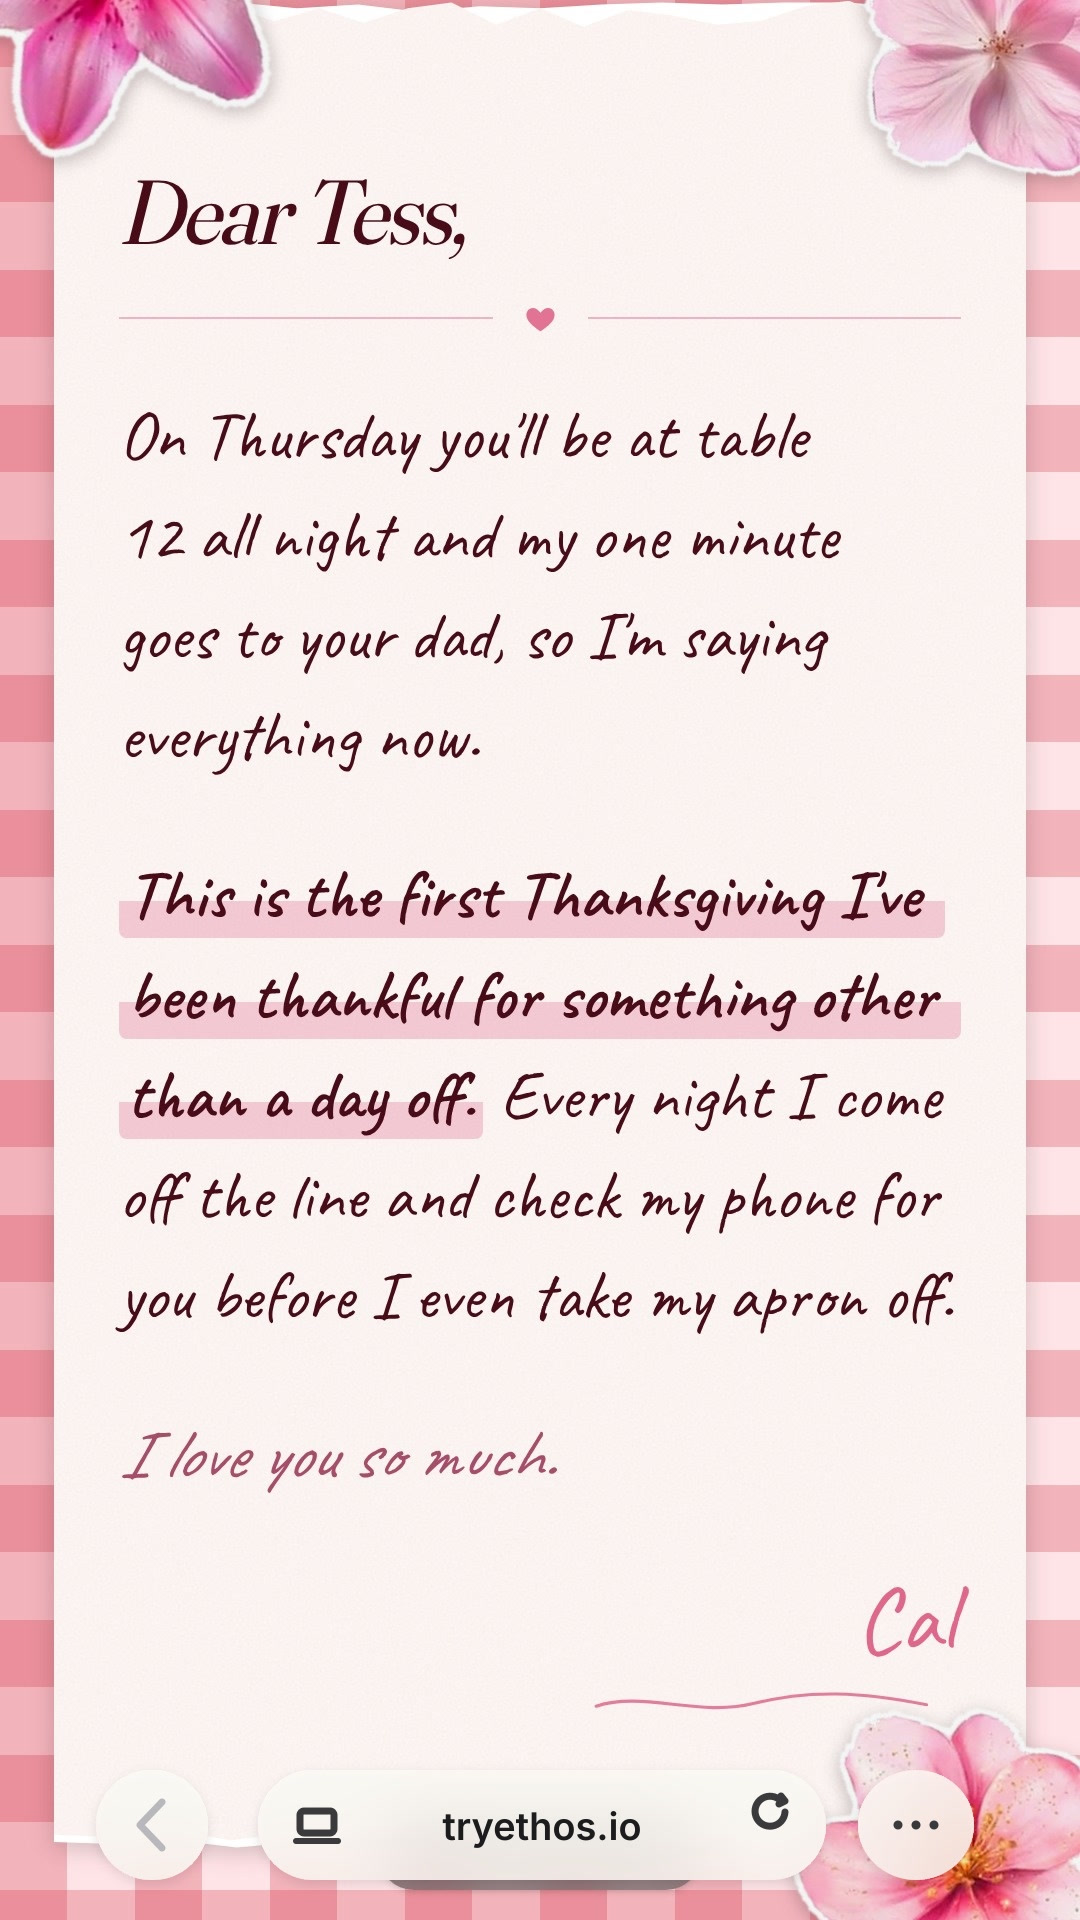 Dear Tess,
On Thursday you'll be at table
12 all night and my one minute
goes to your dad, so I'm saying
everything now.
This is the first Thanksgiving I've
been thankful for something other
than a day off. Every night I come
off the line and check my phone for
you before I even take my apron off.
I love you so much.
Cal
tryethos.io